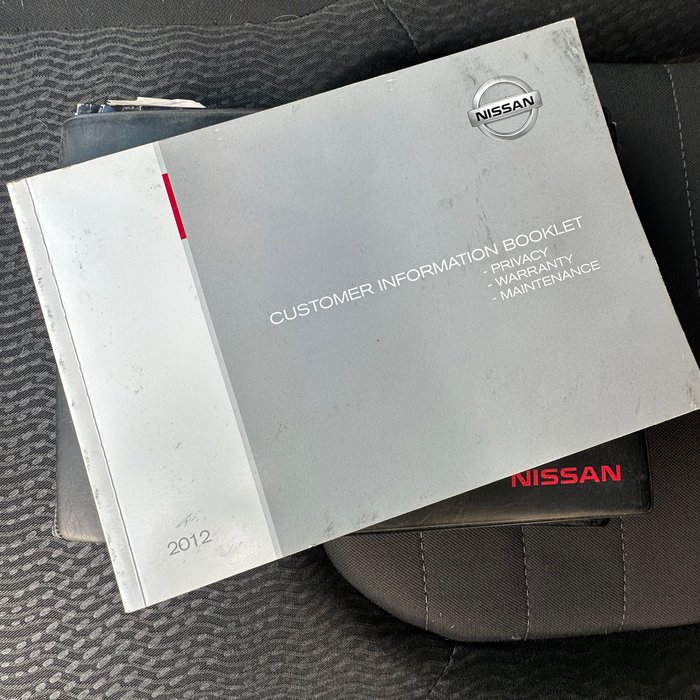 NISSAN
CUSTOMER INFORMATION BOOKLET
- PRIVACY
- WARRANTY
- MAINTENANCE
NISSAN
2012